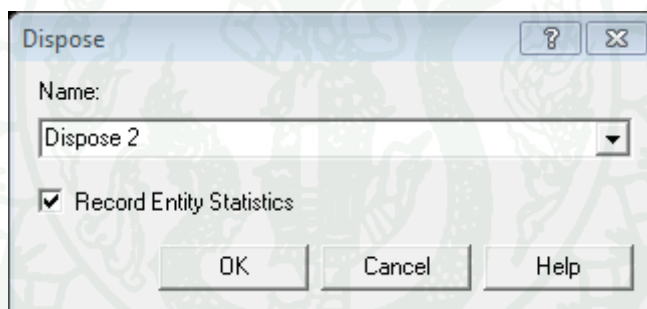 Dispose
Name:
Dispose 2
Record Entity Statistics
OK Cancel Help